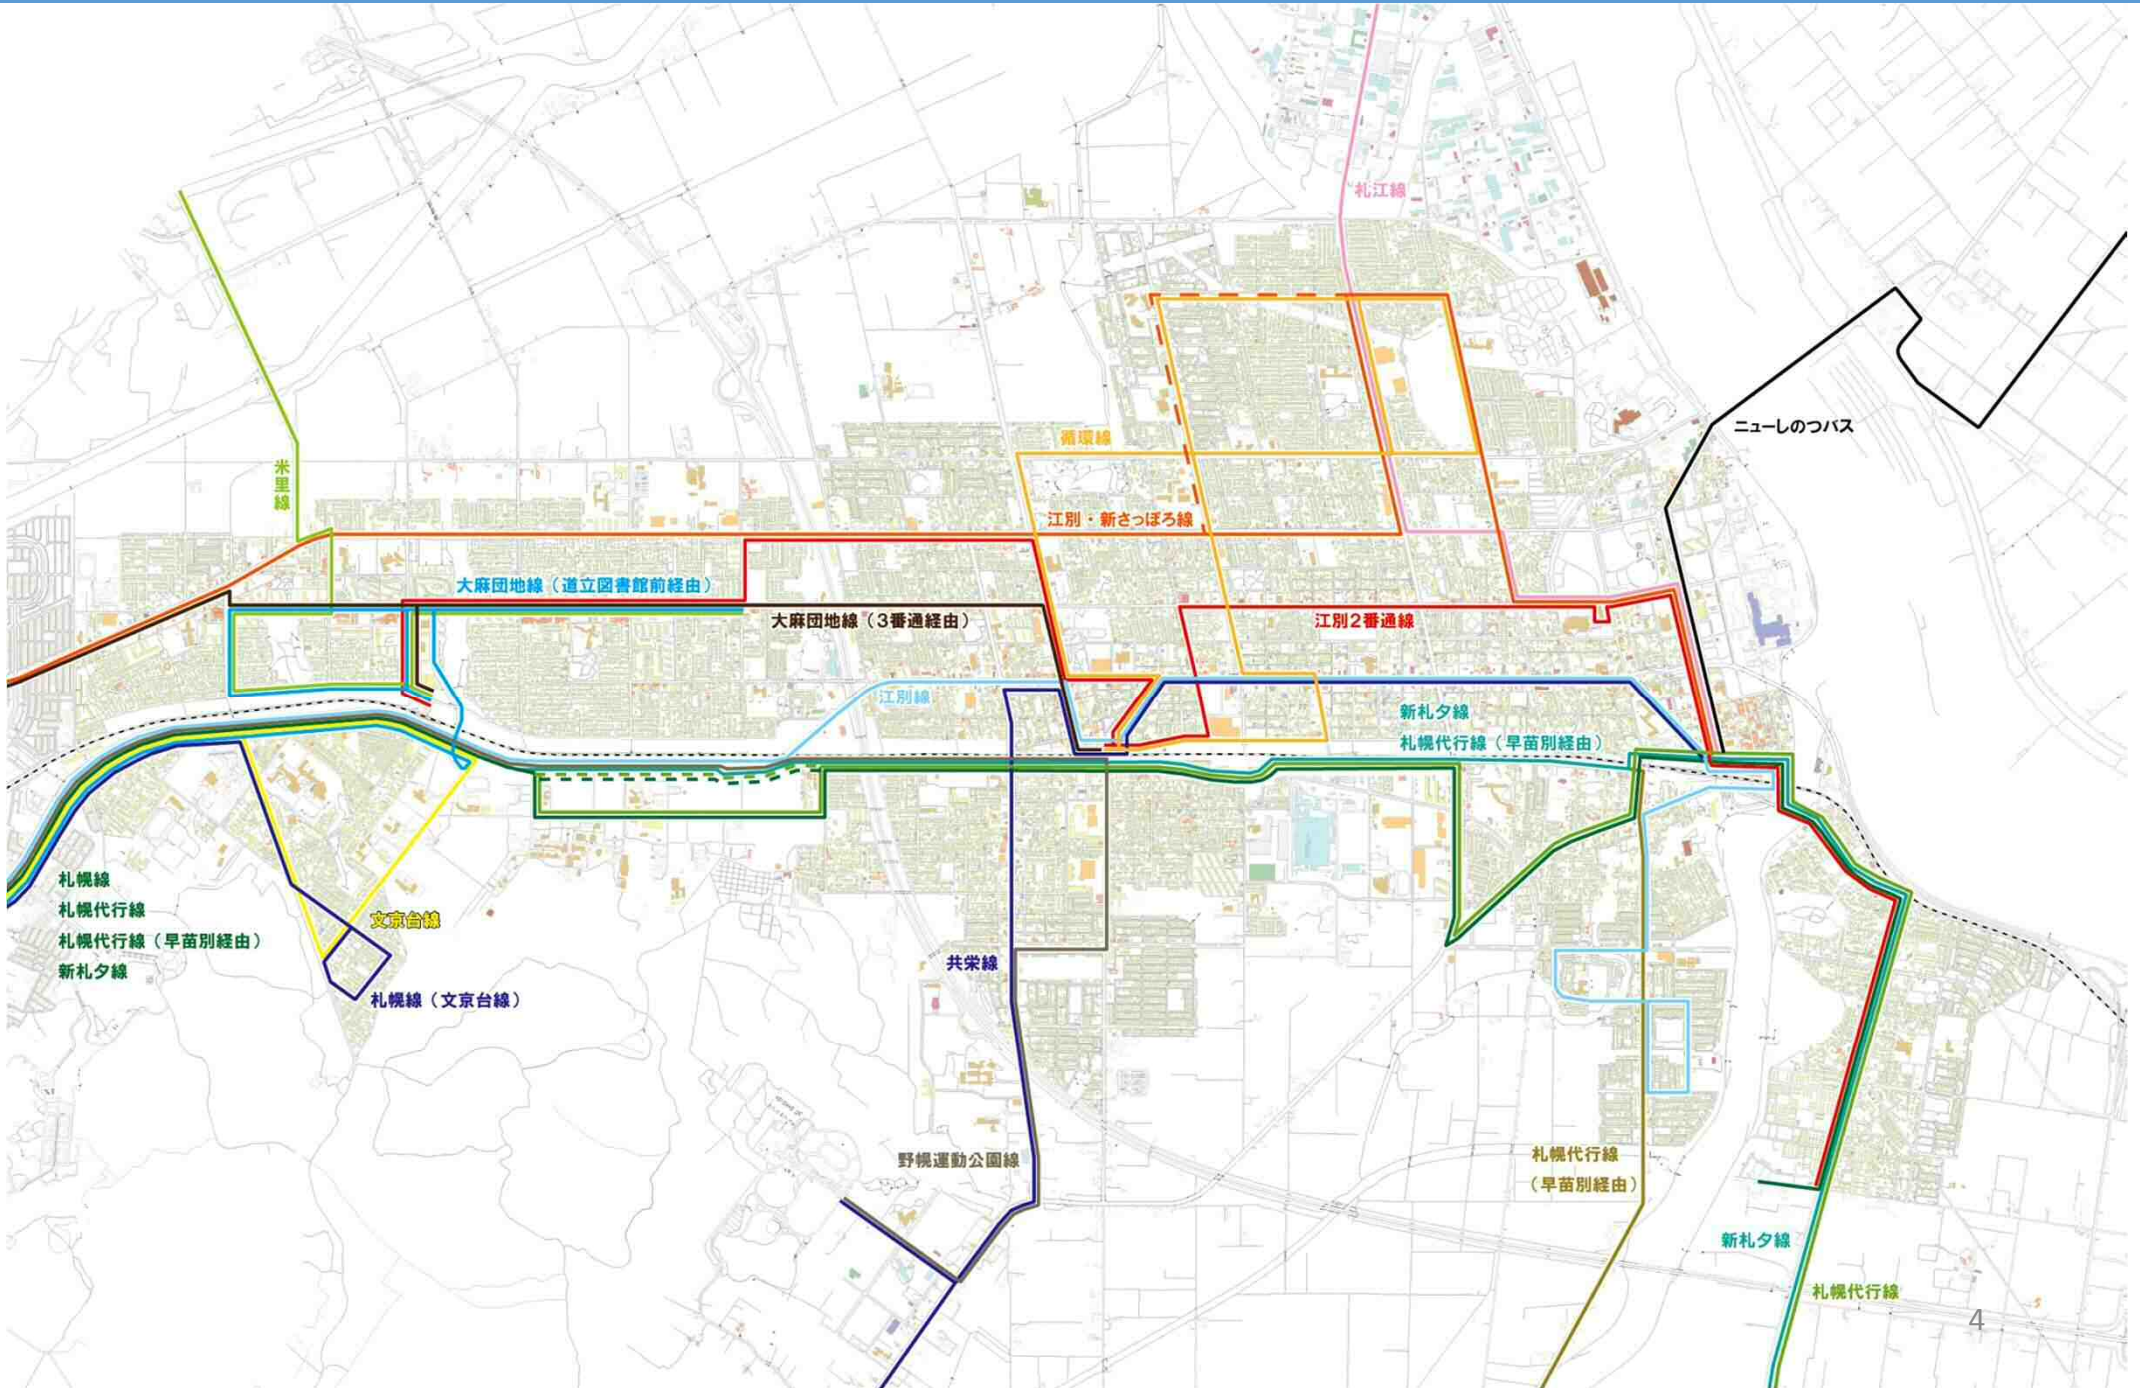 札江線
ニューしのつバス
循環線
米里線
江別・新さっぽろ線
大麻団地線（道立図書館前経由）
大麻団地線（3番通経由）
江別2番通線
江別線
新札夕線
札幌代行線（早苗別経由）
札幌線
札幌代行線
札幌代行線（早苗別経由）
新札夕線
文京台線
札幌線（文京台線）
共栄線
野幌運動公園線
札幌代行線
（早苗別経由）
新札夕線
札幌代行線
4